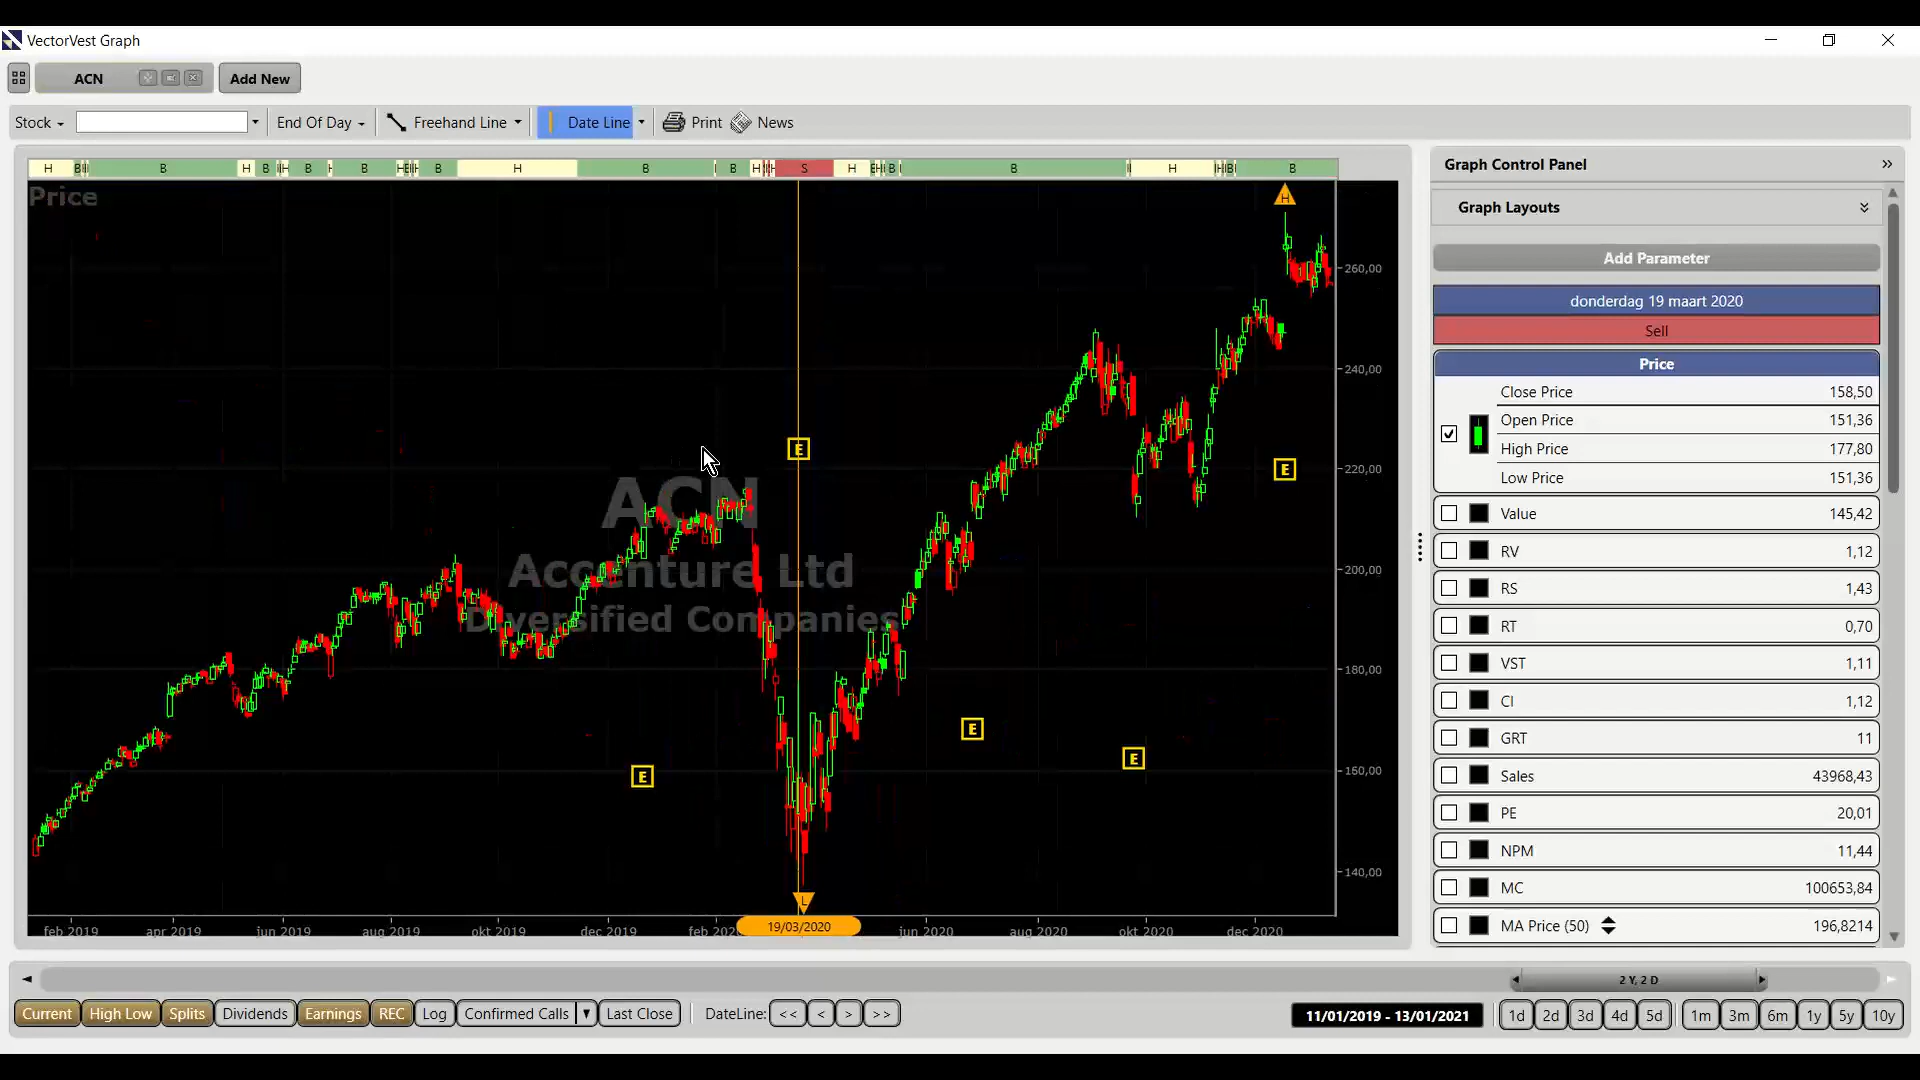 VectorVest Graph
ACN
Add New
Stock
End Of Day
Freehand Line
Date Line
Print
News
H B B H B H B B H B H B B H S H B B H B B
Price
ACN
Accenture Ltd
Diversified Companies
H
E
E
E
E
E
L
260,00
240,00
220,00
200,00
180,00
160,00
140,00
feb 2019 apr 2019 jun 2019 aug 2019 okt 2019 dec 2019 feb 202 19/03/2020 jun 2020 aug 2020 okt 2020 dec 2020
Graph Control Panel
Graph Layouts
Add Parameter
donderdag 19 maart 2020
Sell
Price
Close Price 158,50
Open Price 151,36
High Price 177,80
Low Price 151,36
Value 145,42
RV 1,12
RS 1,43
RT 0,70
VST 1,11
CI 1,12
GRT 11
Sales 43968,43
PE 20,01
NPM 11,44
MC 100653,84
MA Price (50) 196,8214
2 Y, 2 D
Current High Low Splits Dividends Earnings REC Log Confirmed Calls Last Close DateLine: << < > >> 11/01/2019 - 13/01/2021 1d 2d 3d 4d 5d 1m 3m 6m 1y 5y 10y